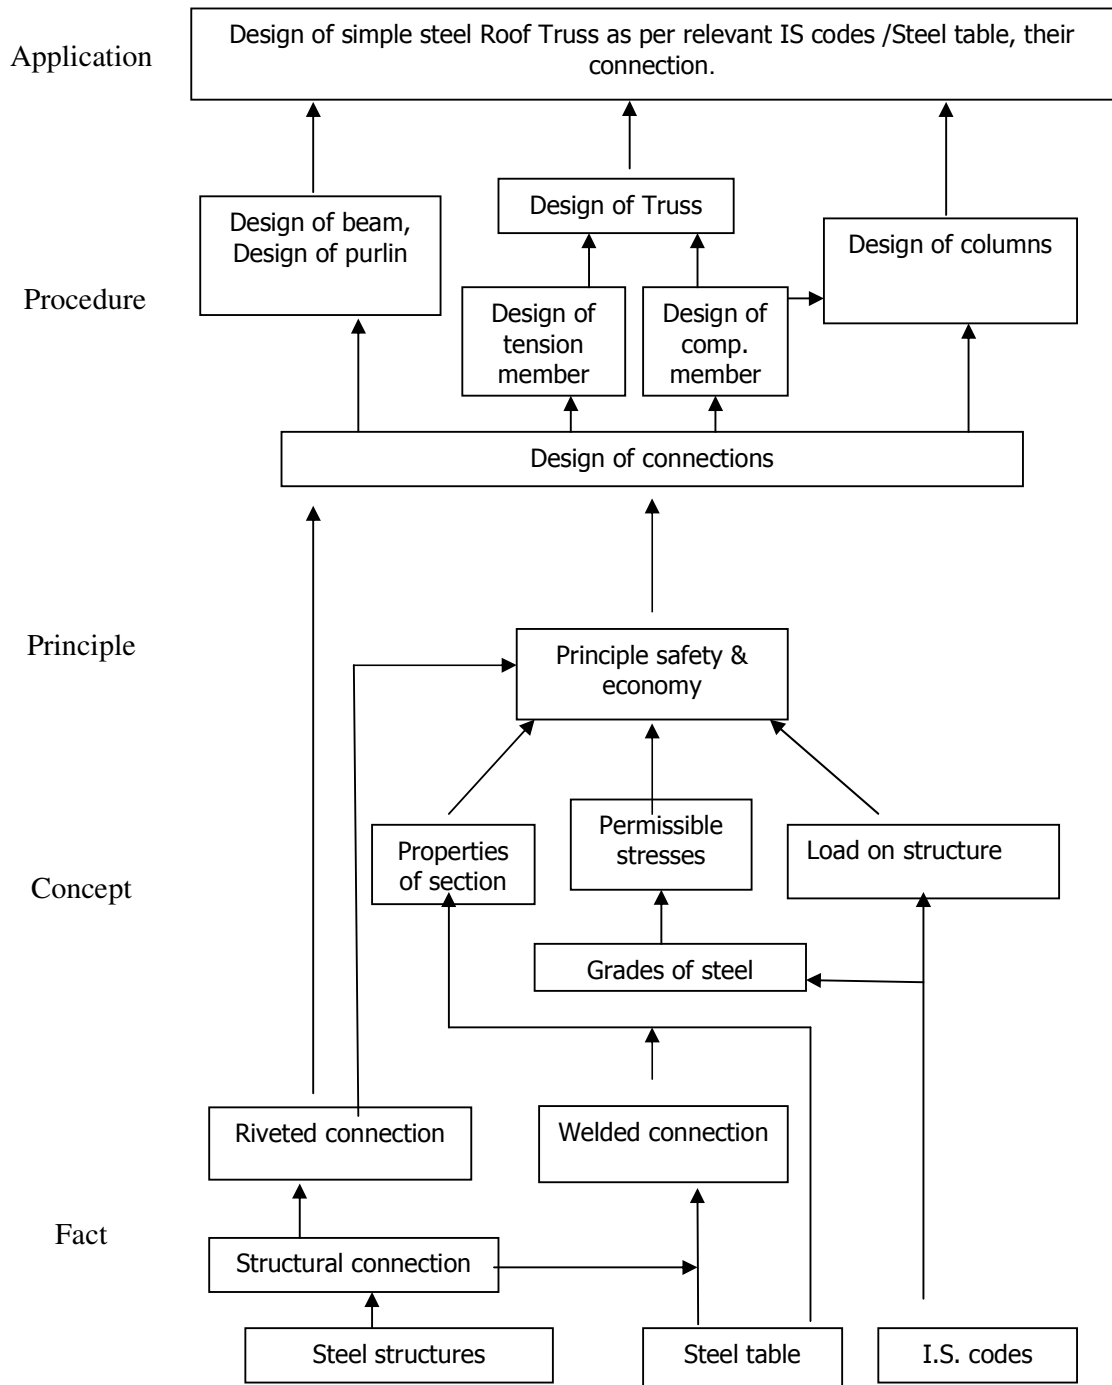 Application
Design of simple steel Roof Truss as per relevant IS codes /Steel table, their
connection.
Design of beam,
Design of purlin
Design of Truss
Design of columns
Procedure
Design of
tension
member
Design of
comp.
member
Design of connections
Principle
Principle safety &
economy
Concept
Properties
of section
Permissible
stresses
Load on structure
Grades of steel
Riveted connection
Welded connection
Fact
Structural connection
Steel structures
Steel table
I.S. codes